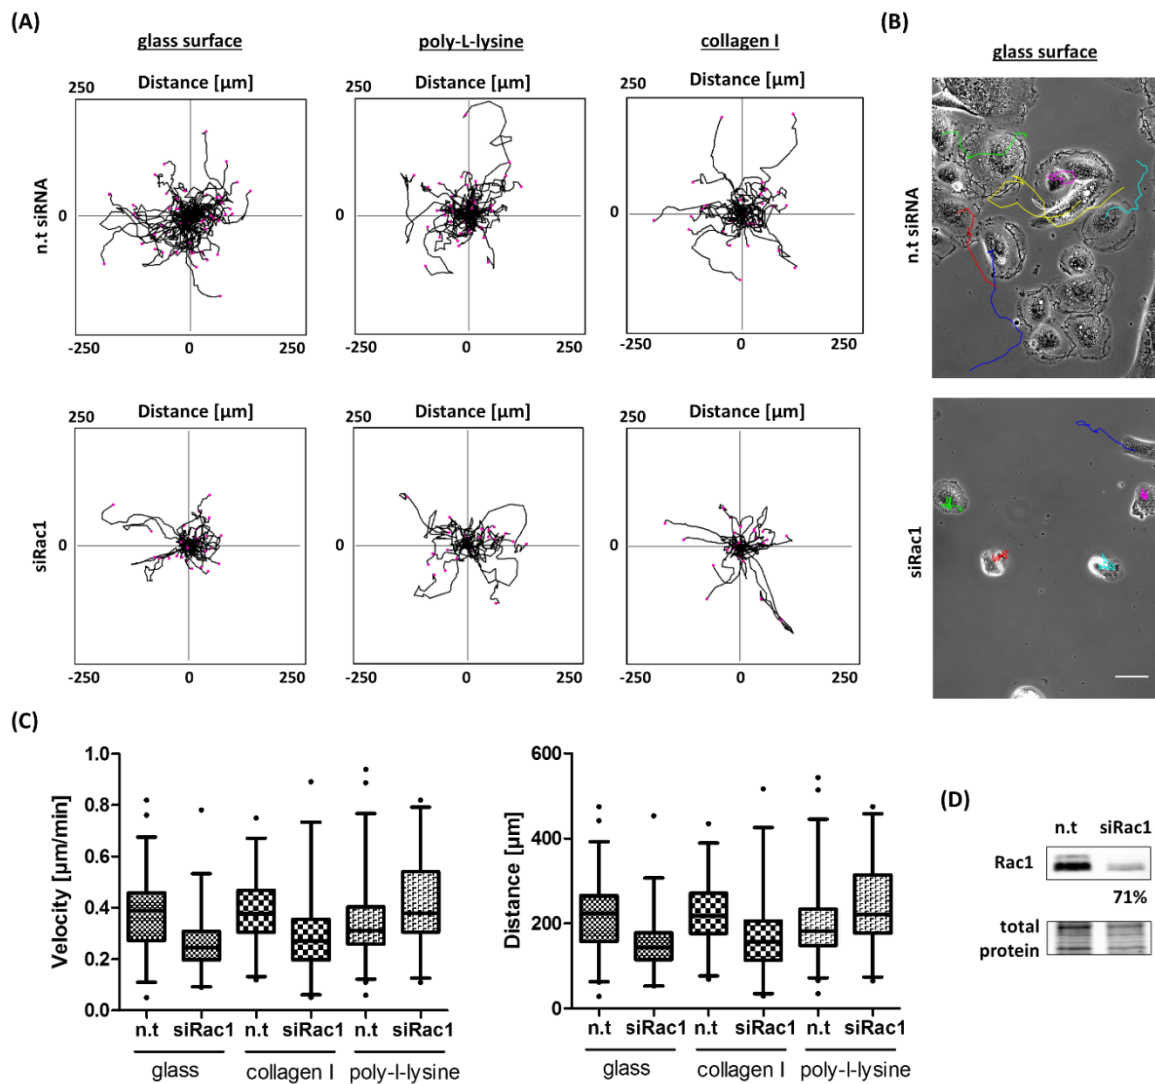 (A)
glass surface
poly-L-lysine
collagen I
Distance [µm]
Distance [µm]
Distance [µm]
250
250
250
n.t siRNA
0
0
0
-250 0 250
-250 0 250
-250 0 250
Distance [µm]
Distance [µm]
Distance [µm]
250
250
250
siRac1
0
0
0
-250 0 250
-250 0 250
-250 0 250
(B)
glass surface
n.t siRNA
siRac1
(C)
Velocity [µm/min]
1.0
0.8
0.6
0.4
0.2
0.0
n.t siRac1 n.t siRac1 n.t siRac1
glass collagen I poly-l-lysine
Distance [µm]
600
400
200
0
n.t siRac1 n.t siRac1 n.t siRac1
glass collagen I poly-l-lysine
(D)
n.t siRac1
Rac1
71%
total
protein